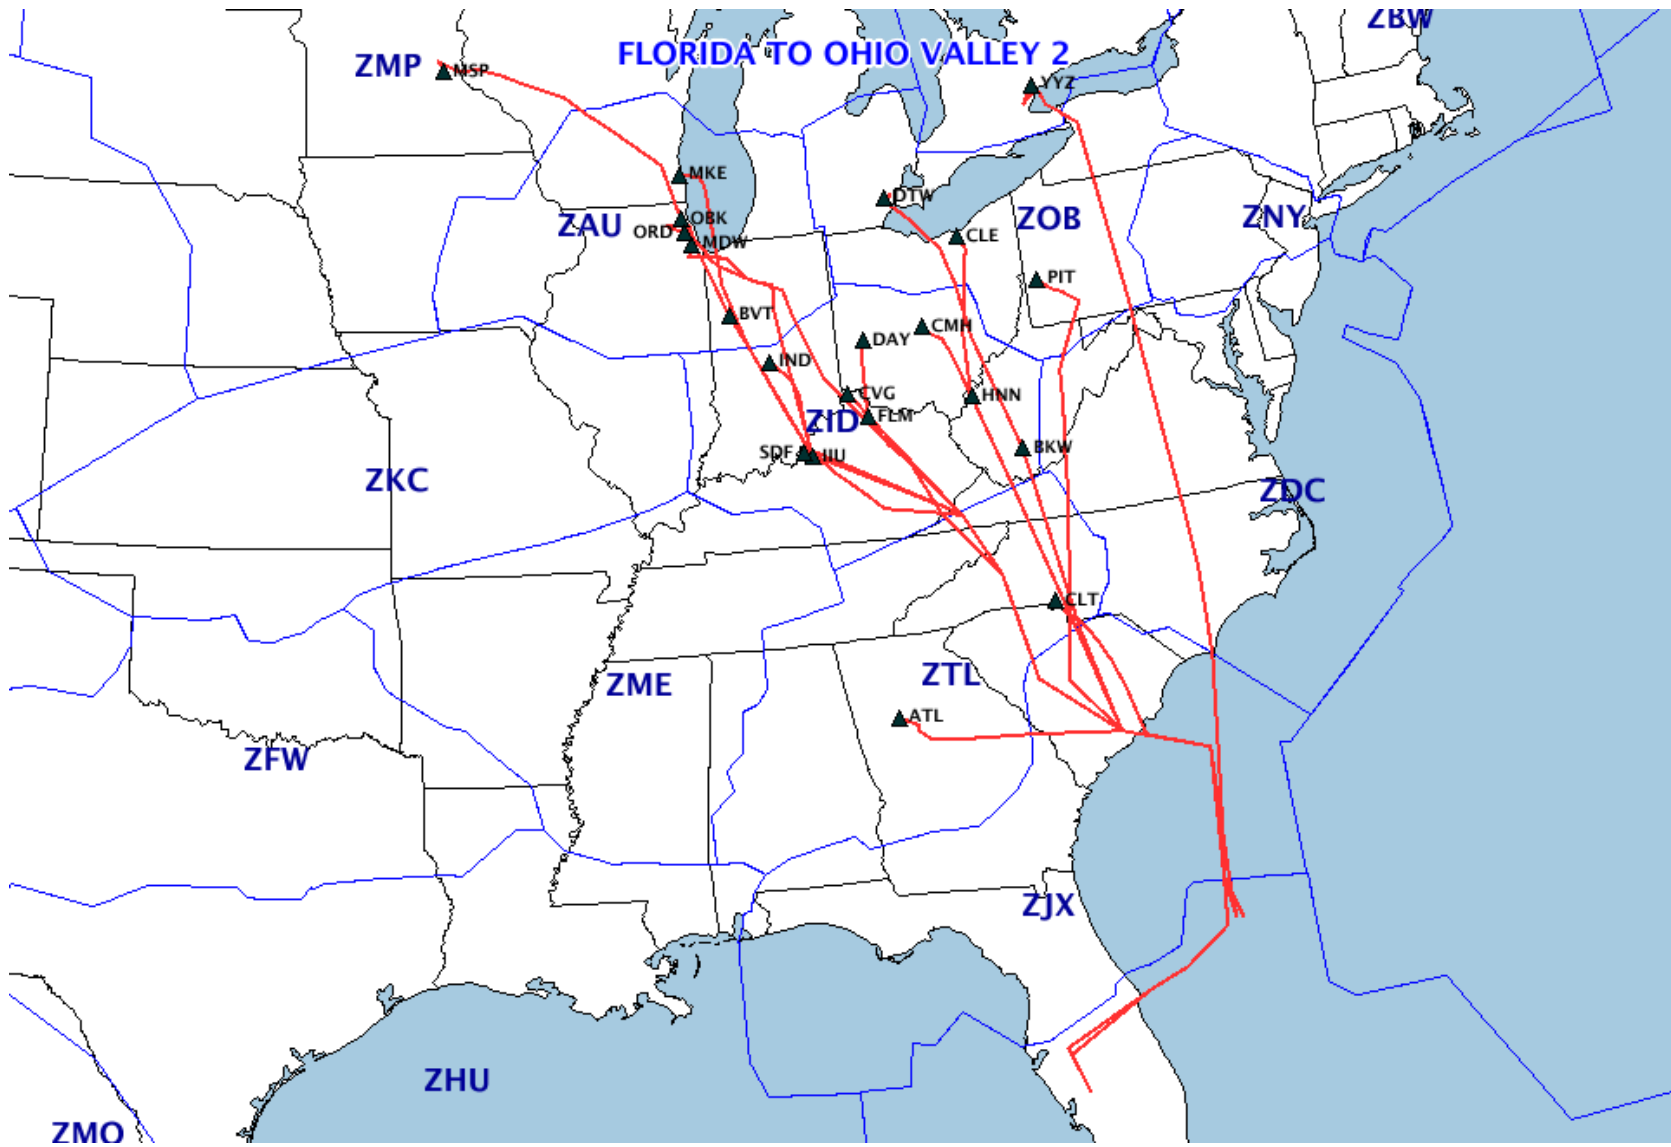 ZBW
FLORIDA TO OHIO VALLEY 2
ZMP
MSP
YYZ
MKE
DTW
OBK
ZAU
ORD
MDW
CLE
ZOB
ZNY
PIT
BVT
CMH
DAY
IND
CVG
HNN
FLM
ZID
BKW
SDF
IIU
ZKC
ZDC
CLT
ZTL
ZME
ATL
ZFW
ZJX
ZHU
ZMO